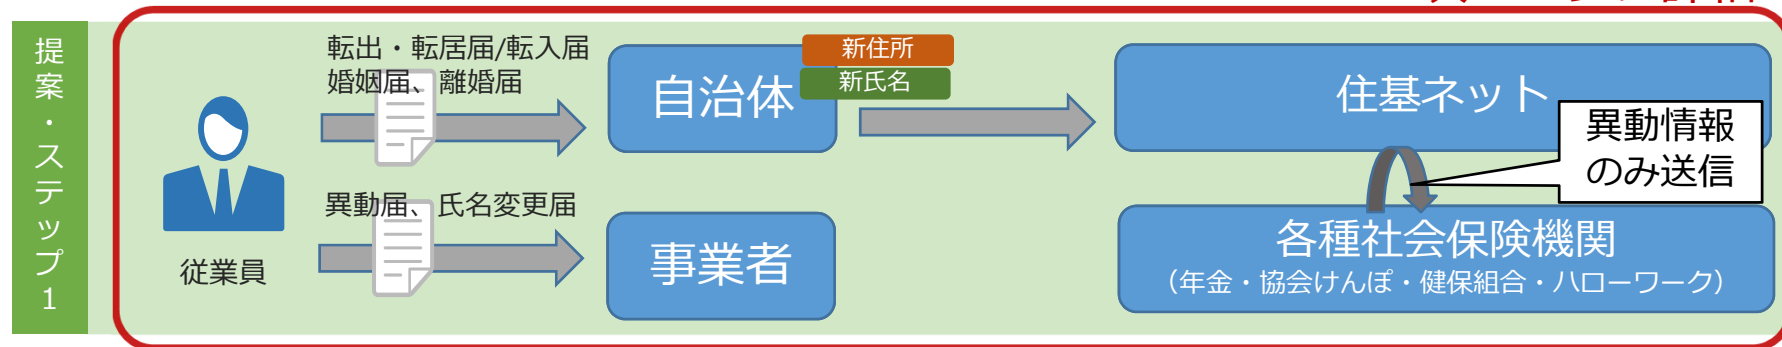 提案・ステップ1
転出・転居届/転入届
婚姻届、離婚届
自治体
新住所
新氏名
住基ネット
異動情報
のみ送信
従業員
異動届、氏名変更届
事業者
各種社会保険機関
（年金・協会けんぽ・健保組合・ハローワーク）